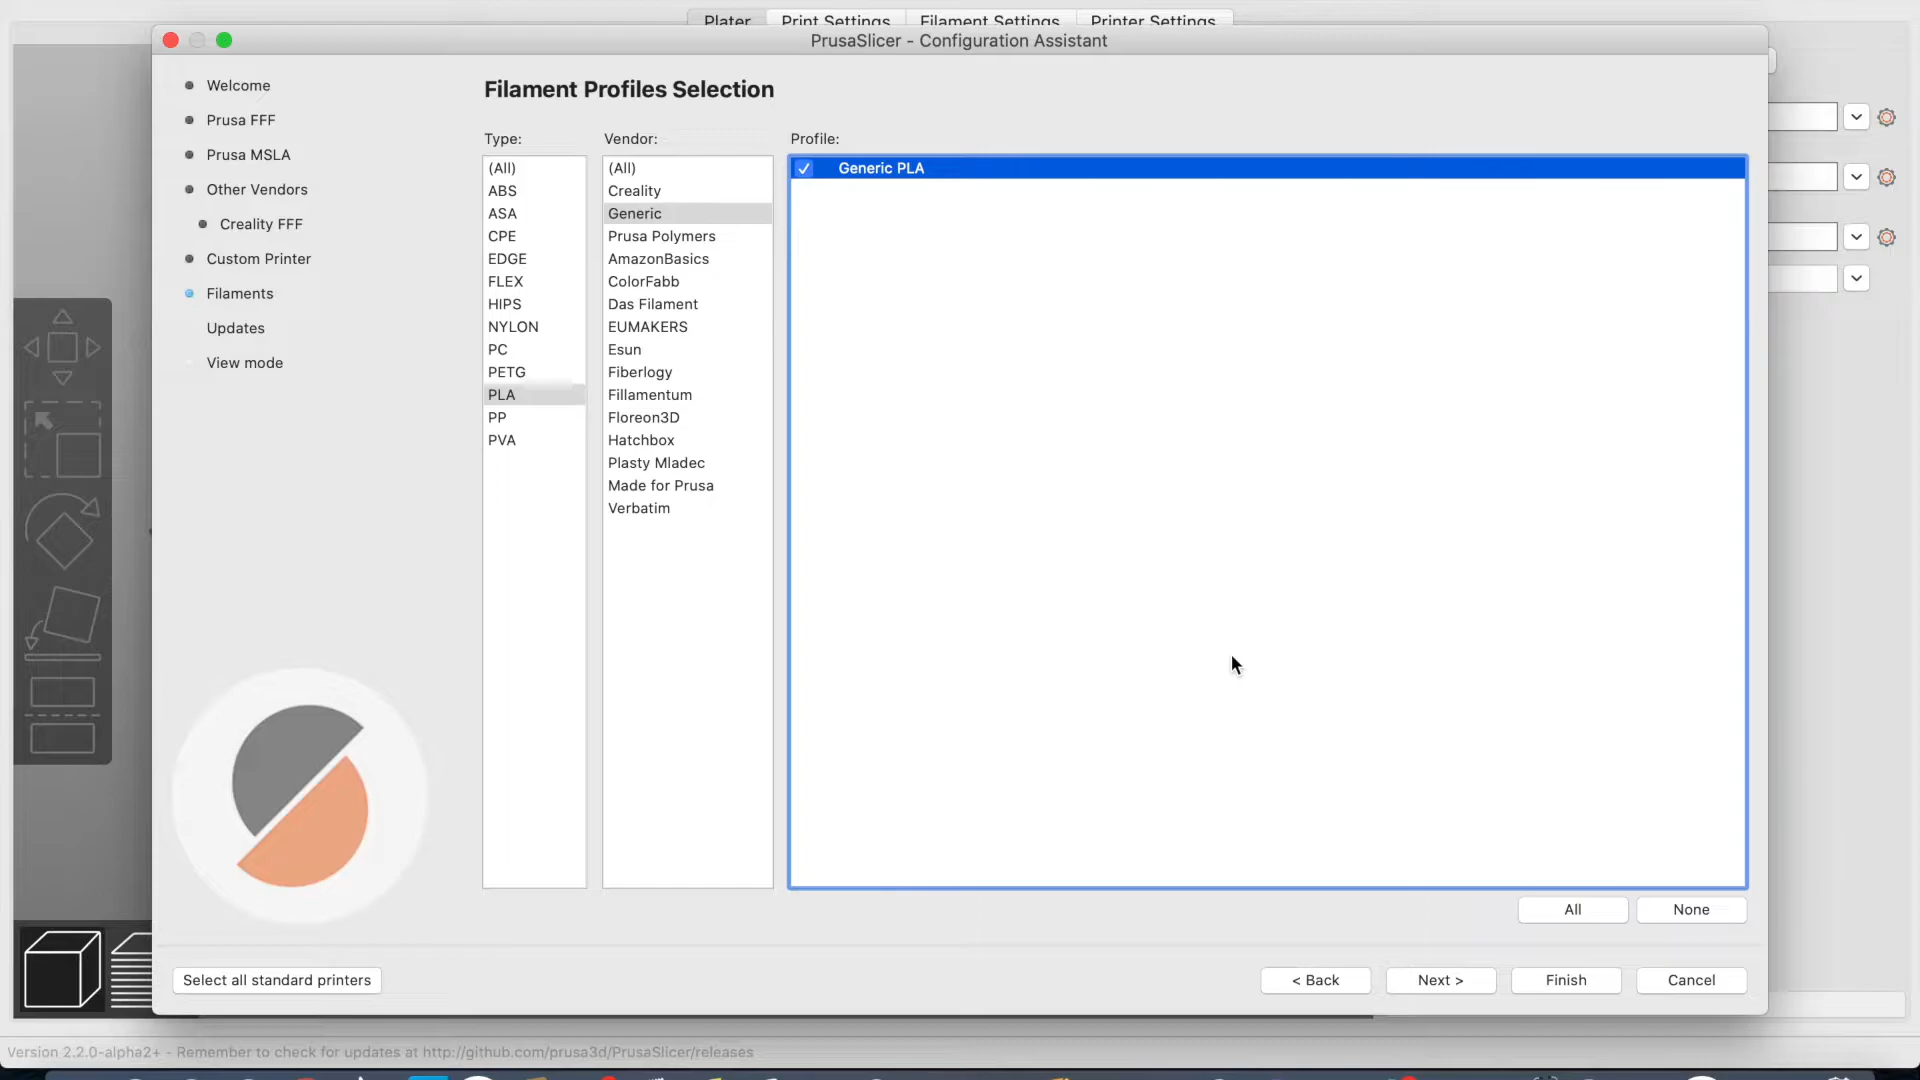 Plater Print Settings Filament Settings Printer Settings
PrusaSlicer - Configuration Assistant
Welcome
Prusa FFF
Prusa MSLA
Other Vendors
Creality FFF
Custom Printer
Filaments
Updates
View mode
Filament Profiles Selection
Type:
(All)
ABS
ASA
CPE
EDGE
FLEX
HIPS
NYLON
PC
PETG
PLA
PP
PVA
Vendor:
(All)
Creality
Generic
Prusa Polymers
AmazonBasics
ColorFabb
Das Filament
EUMAKERS
Esun
Fiberlogy
Fillamentum
Floreon3D
Hatchbox
Plasty Mladec
Made for Prusa
Verbatim
Profile:
Generic PLA
All None
Select all standard printers < Back Next > Finish Cancel
Version 2.2.0-alpha2+ - Remember to check for updates at http://github.com/prusa3d/PrusaSlicer/releases